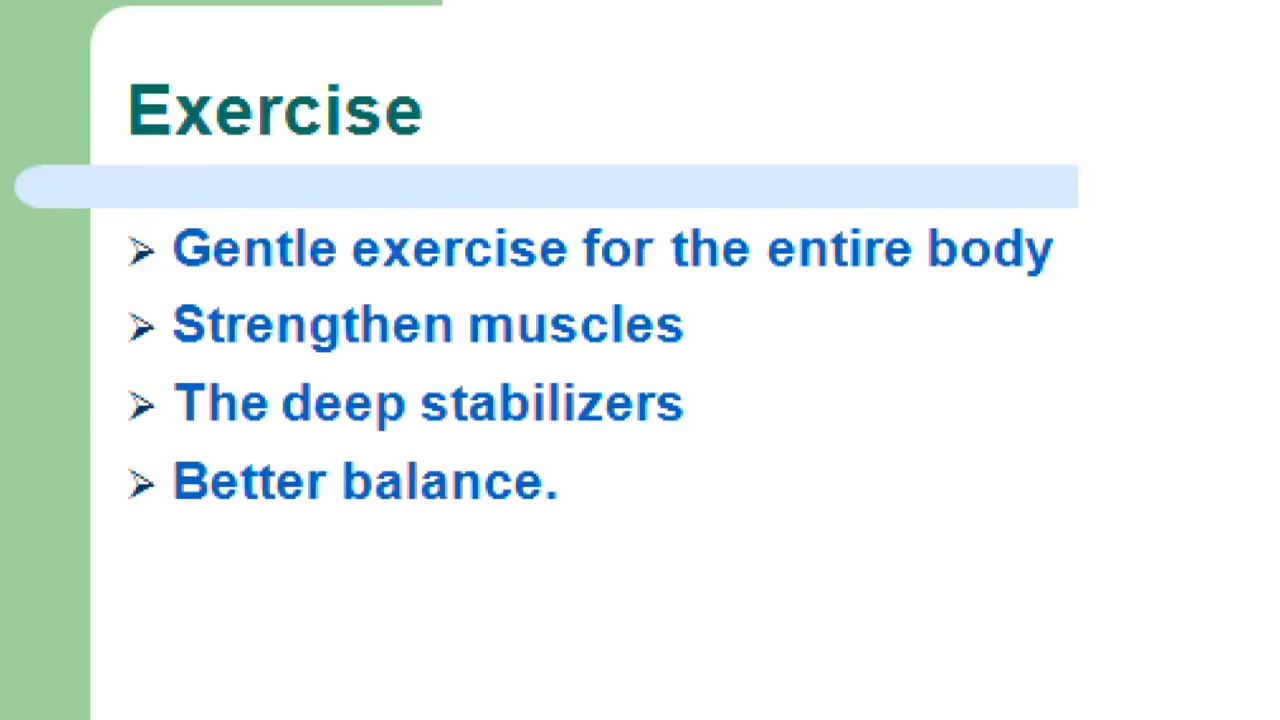 Exercise
Gentle exercise for the entire body
Strengthen muscles
The deep stabilizers
Better balance.